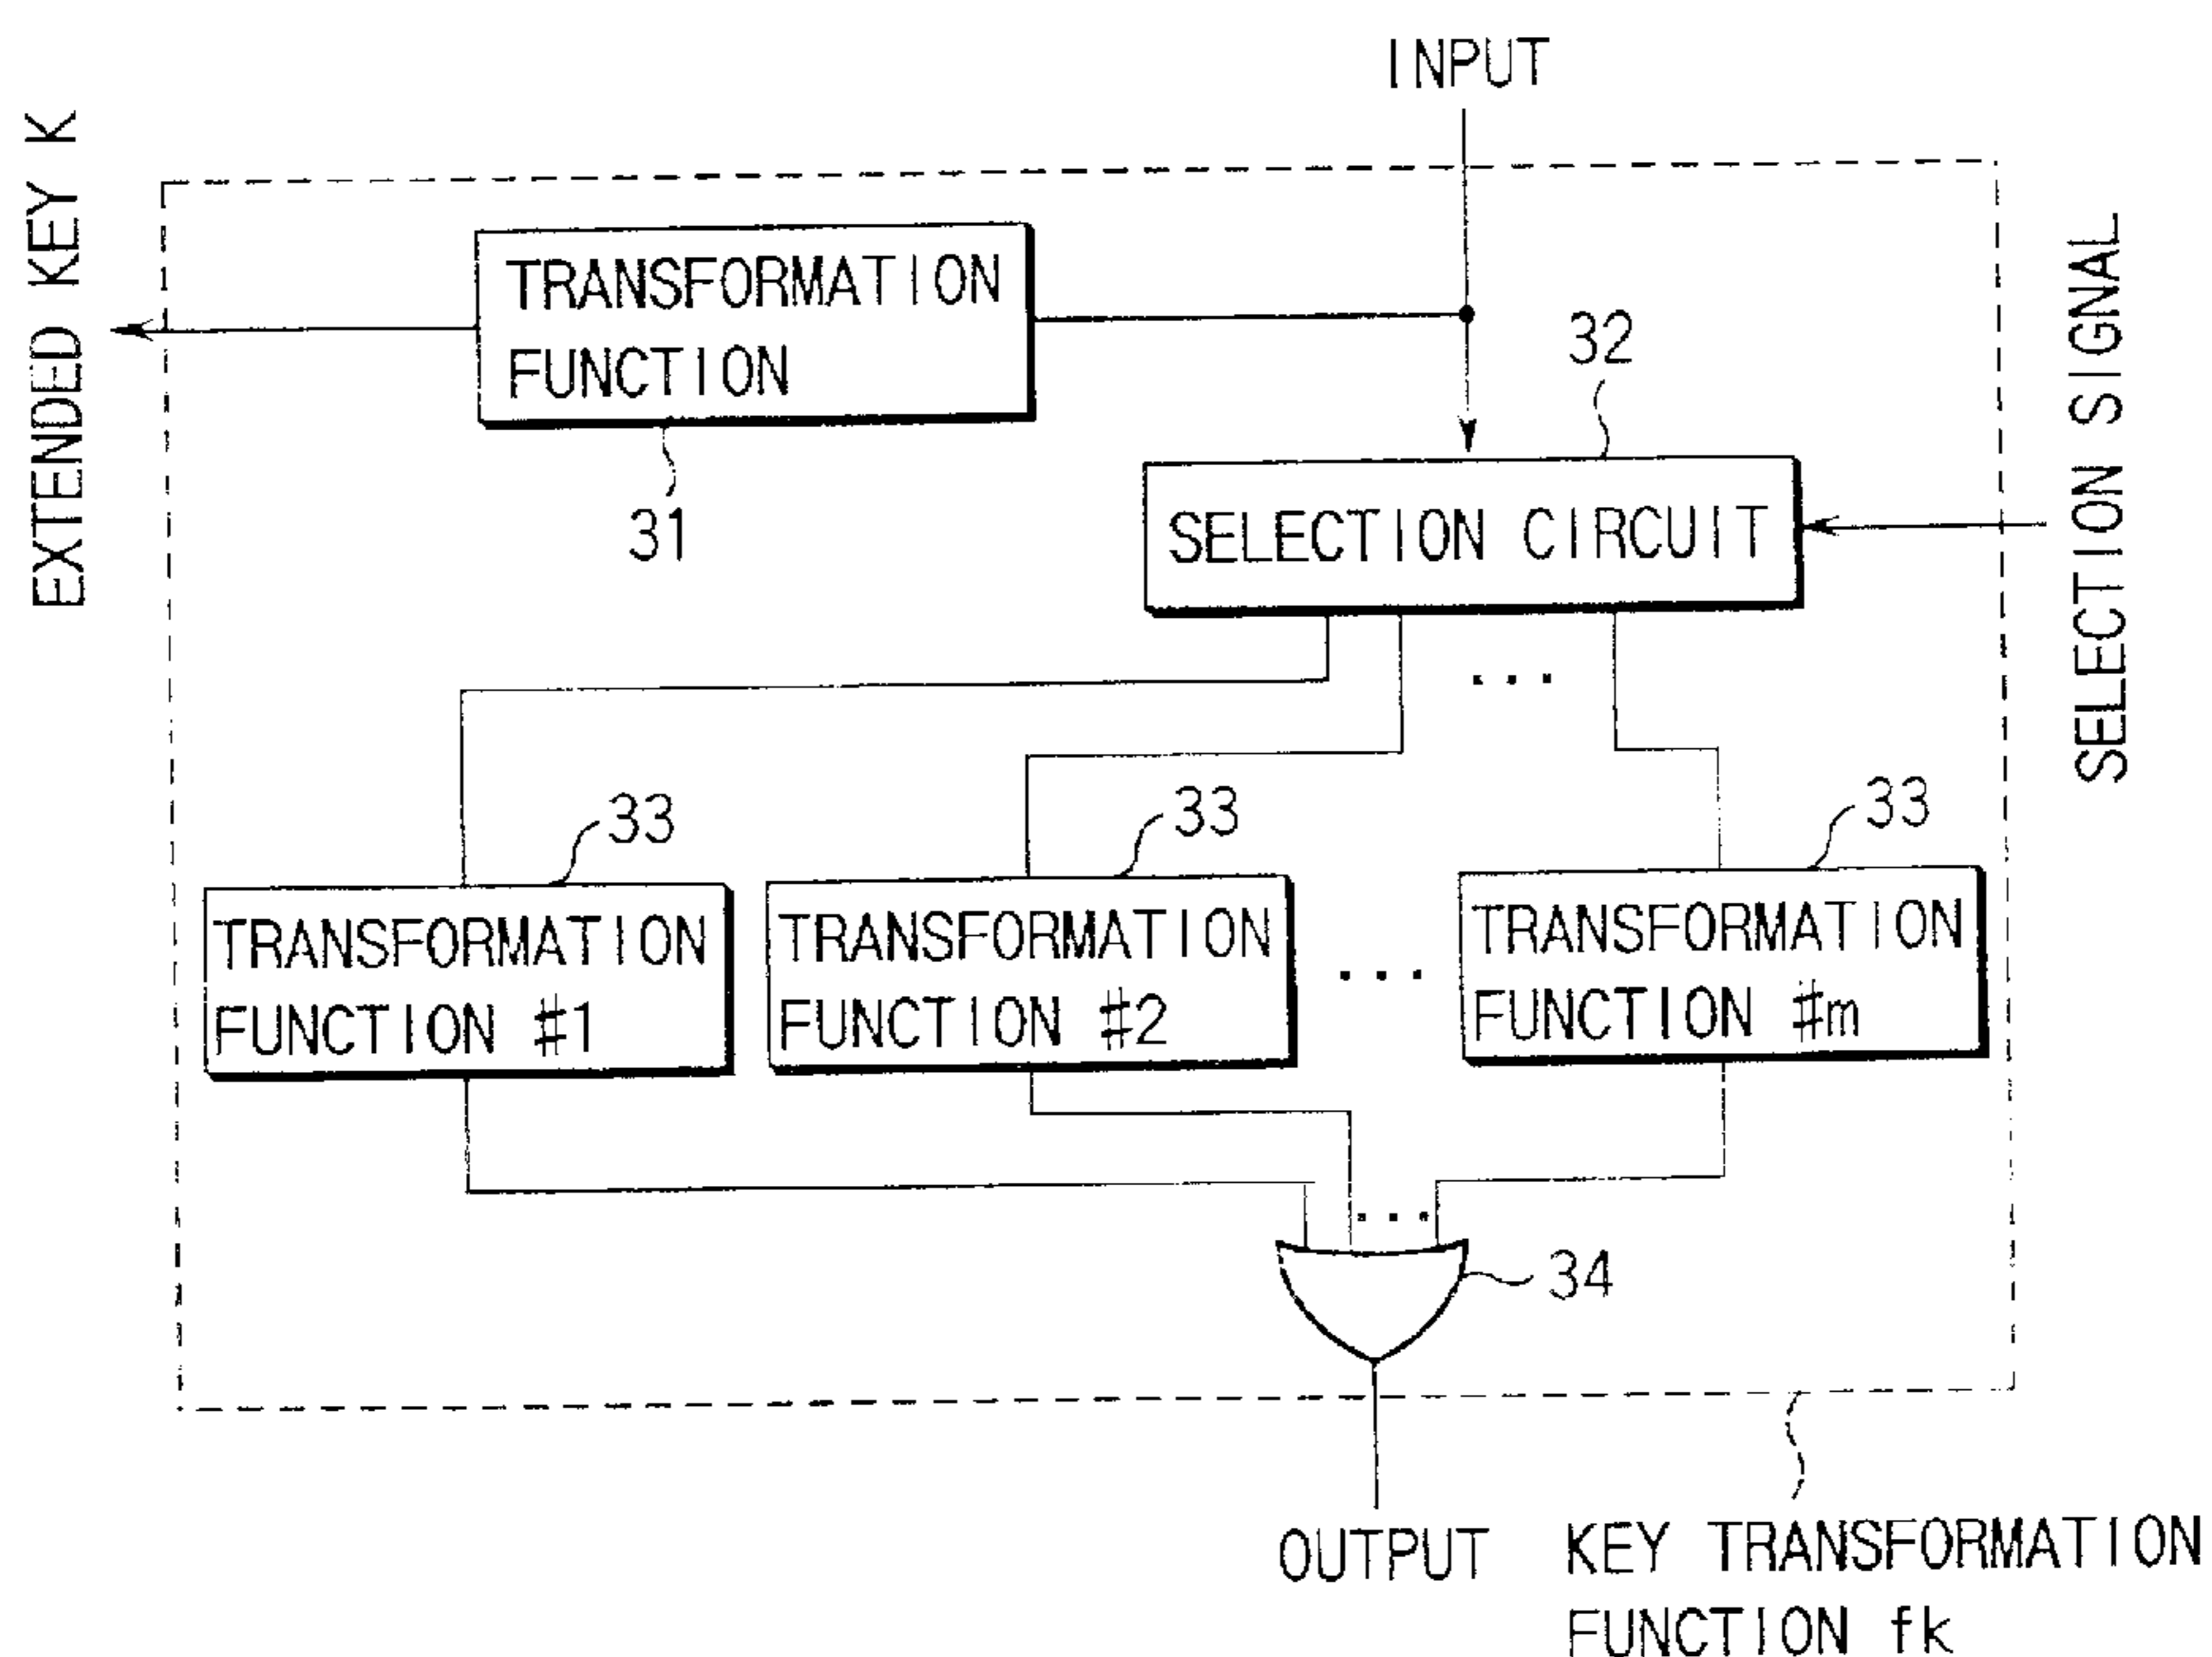 INPUT
EXTENDED KEY K
TRANSFORMATION
FUNCTION
31
32
SELECTION CIRCUIT
SELECTION SIGNAL
...
33
33
33
TRANSFORMATION
FUNCTION #1
TRANSFORMATION
FUNCTION #2
...
TRANSFORMATION
FUNCTION #m
...
34
OUTPUT
KEY TRANSFORMATION
FUNCTION fk